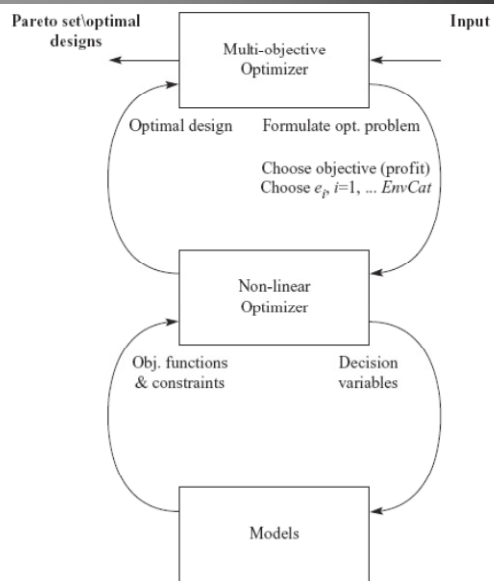 Pareto set\optimal
designs
Input
Multi-objective
Optimizer
Optimal design
Formulate opt. problem
Choose objective (profit)
Choose eᵢ, i=1, ... EnvCat
Non-linear
Optimizer
Obj. functions
& constraints
Decision
variables
Models